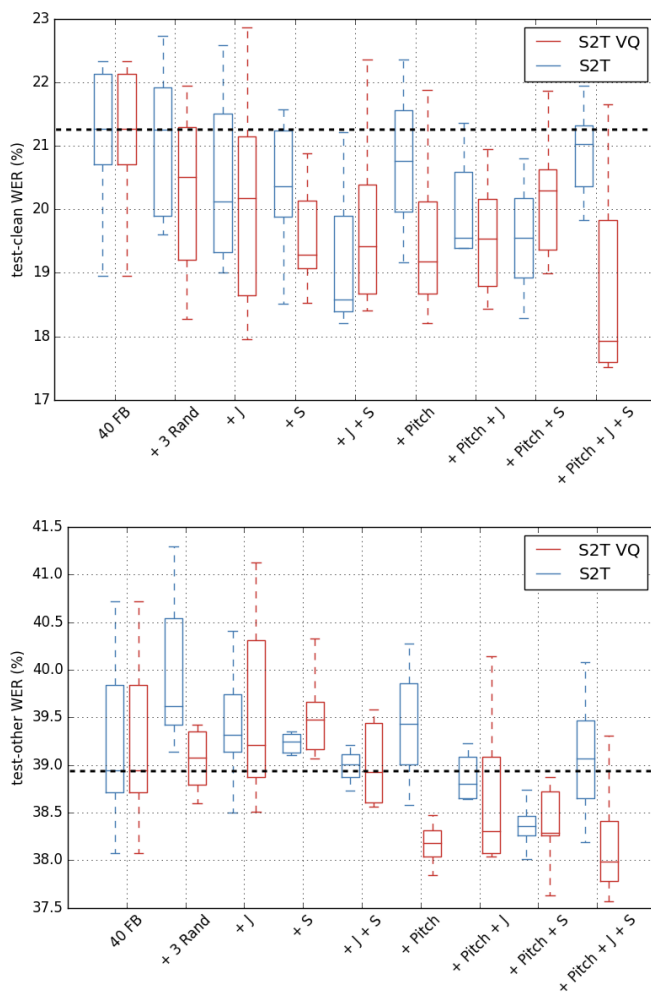 23
22
21
20
19
18
17
test-clean WER (%)
S2T VQ
S2T
40 FB
+ 3 Rand
+ J
+ S
+ J + S
+ Pitch
+ Pitch + J
+ Pitch + S
+ Pitch + J + S
41.5
41.0
40.5
40.0
39.5
39.0
38.5
38.0
37.5
test-other WER (%)
S2T VQ
S2T
40 FB
+ 3 Rand
+ J
+ S
+ J + S
+ Pitch
+ Pitch + J
+ Pitch + S
+ Pitch + J + S